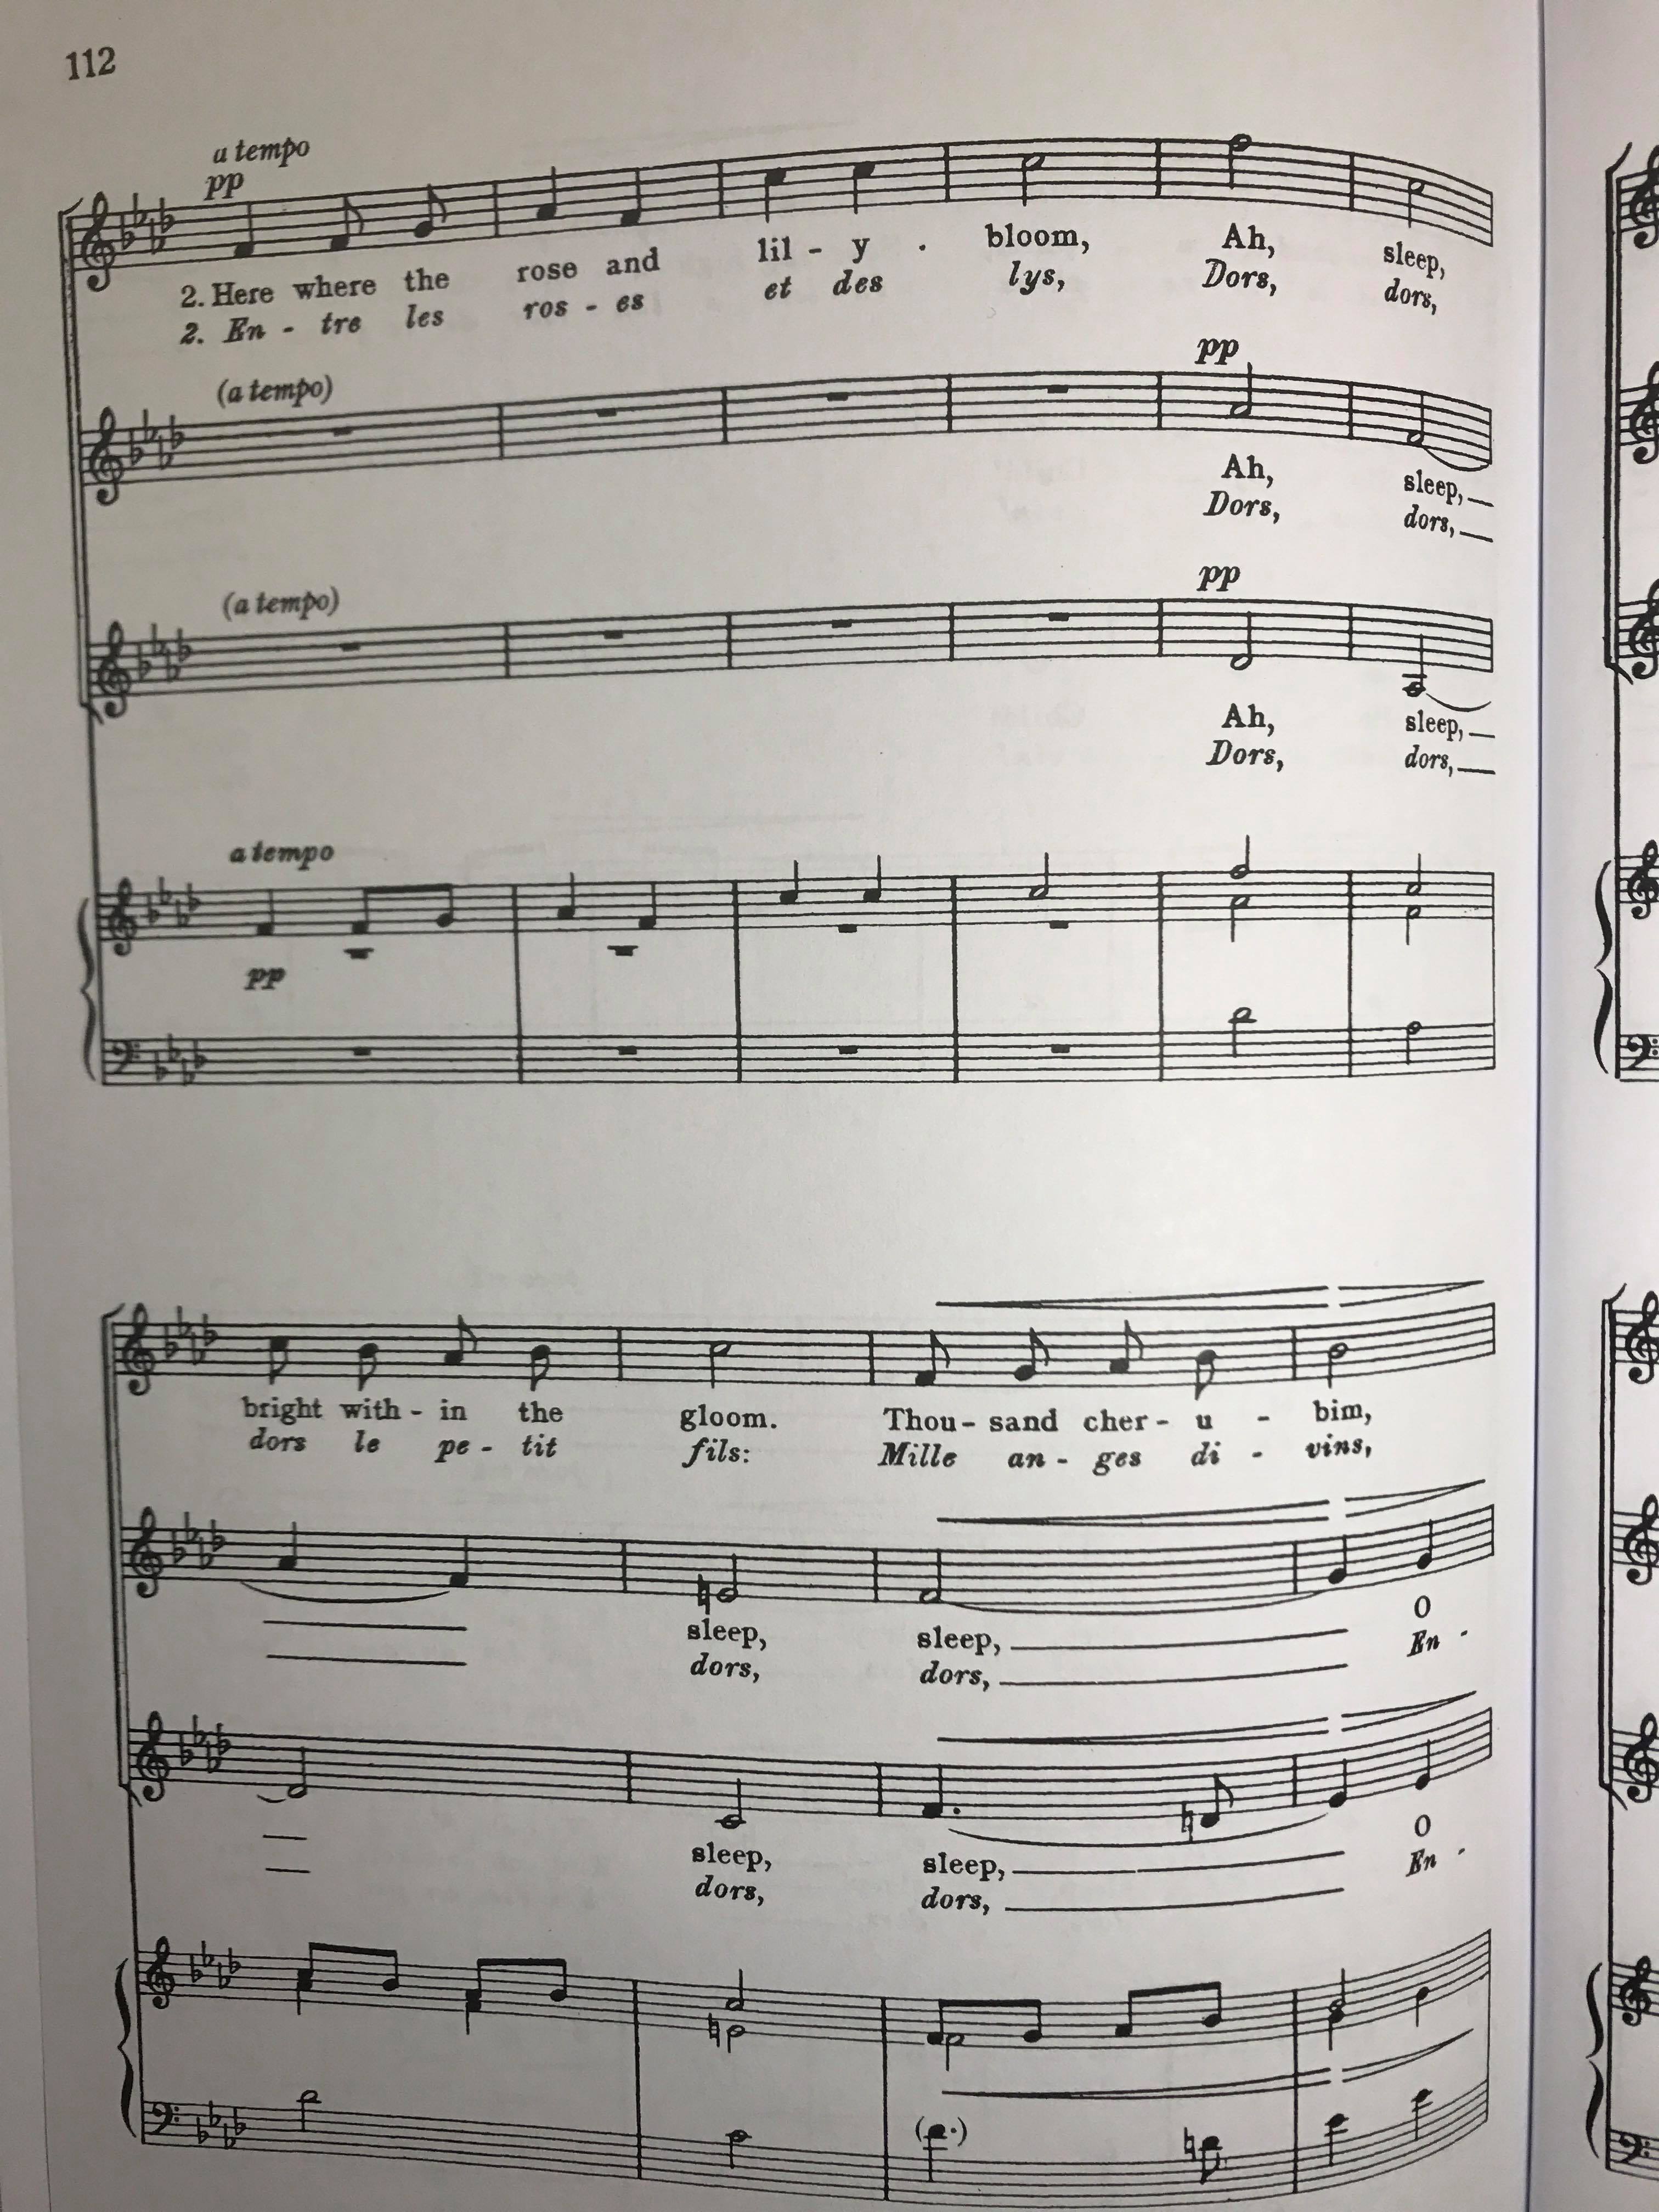 112
a tempo
pp
2. Here where the rose and lil - y . bloom, Ah, sleep,
2. En - tre les ros - es et des lys, Dors, dors,
(a tempo)
pp
Ah, sleep,
Dors, dors,
(a tempo)
pp
Ah, sleep,
Dors, dors,
a tempo
pp
bright with - in the gloom. Thou - sand cher - u - bim,
dors le pe - tit fils: Mille an - ges di - vins,
sleep, sleep, O
dors, dors, En -
sleep, sleep, O
dors, dors, En -